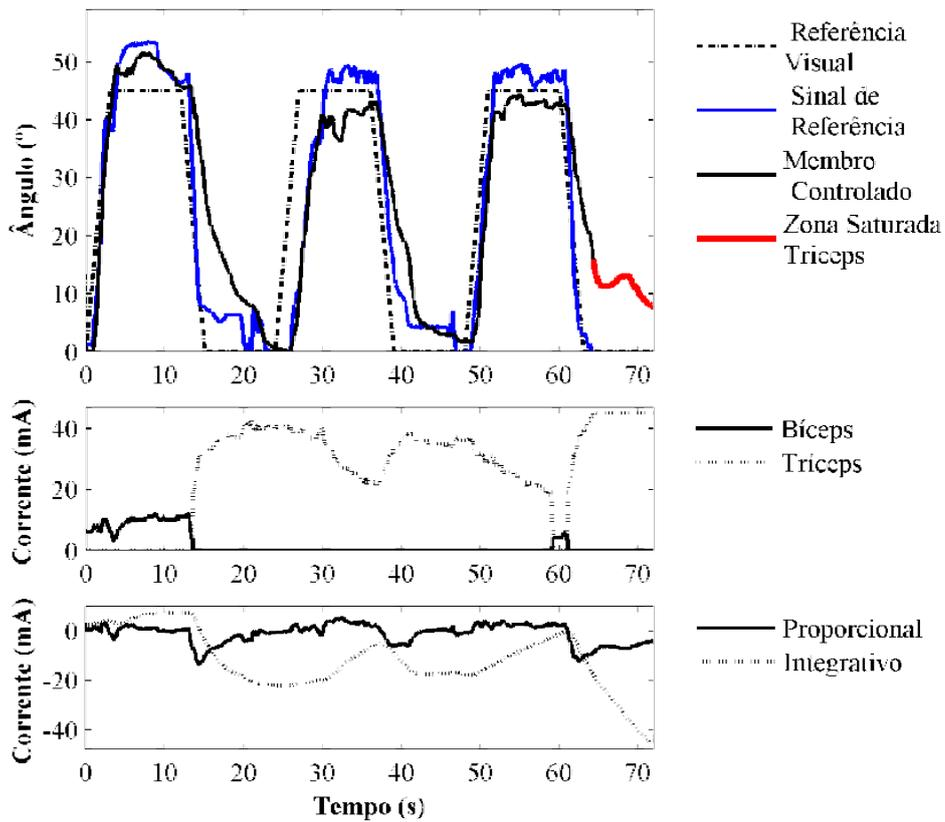 50
40
30
20
10
0
Ângulo (°)
0 10 20 30 40 50 60 70
Referência
Visual
Sinal de
Referência
Membro
Controlado
Zona Saturada
Triceps
40
20
0
Corrente (mA)
0 10 20 30 40 50 60 70
Bíceps
Tríceps
0
-20
-40
Corrente (mA)
0 10 20 30 40 50 60 70
Tempo (s)
Proporcional
Integrativo